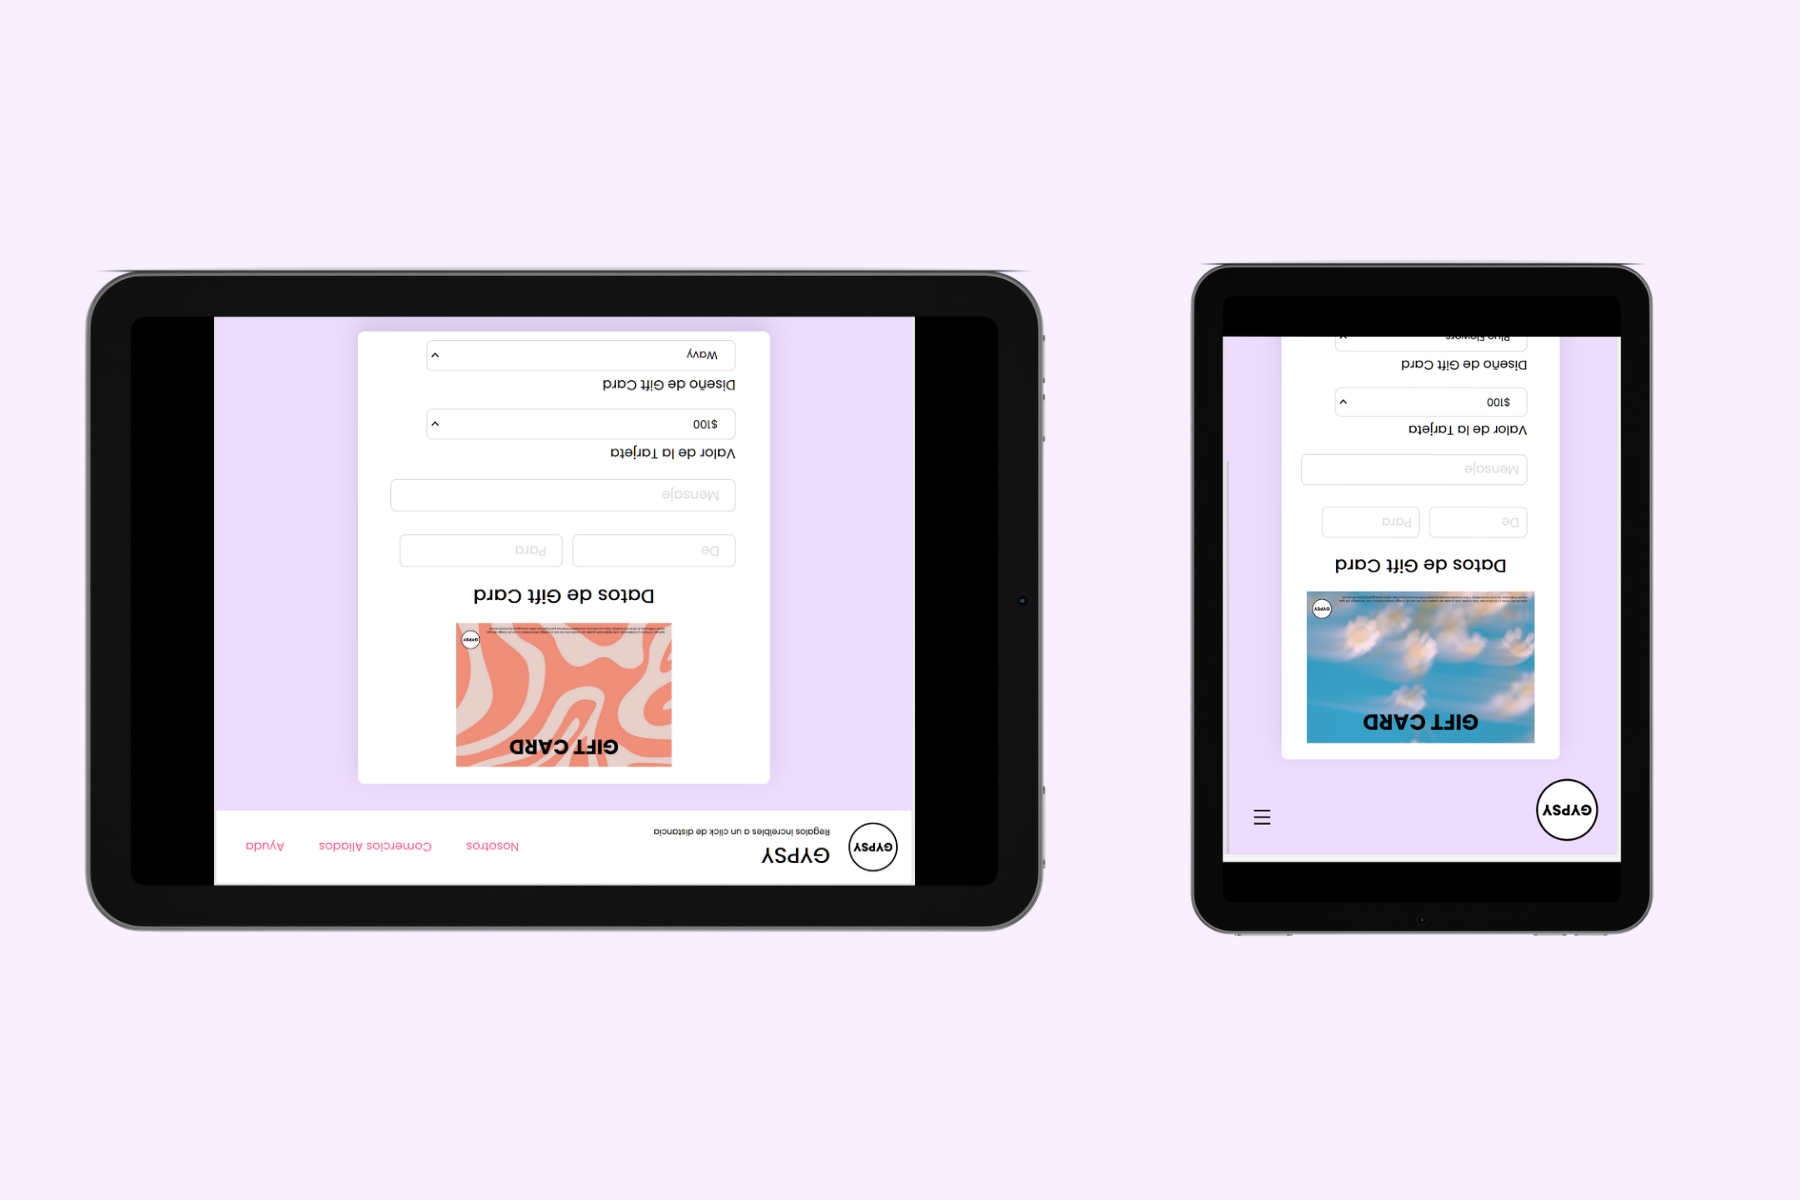 GYPSY
GYPSY
Regalos increíbles a un click de distancia
Nosotros
Comercios Aliados
Ayuda
GIFT CARD
GYPSY
Datos de Gift Card
De
Para
Mensaje
Valor de la Tarjeta
$100
Diseño de Gift Card
Wavy
GYPSY
GIFT CARD
GYPSY
Datos de Gift Card
De
Para
Mensaje
Valor de la Tarjeta
$100
Diseño de Gift Card
Blue Flowers